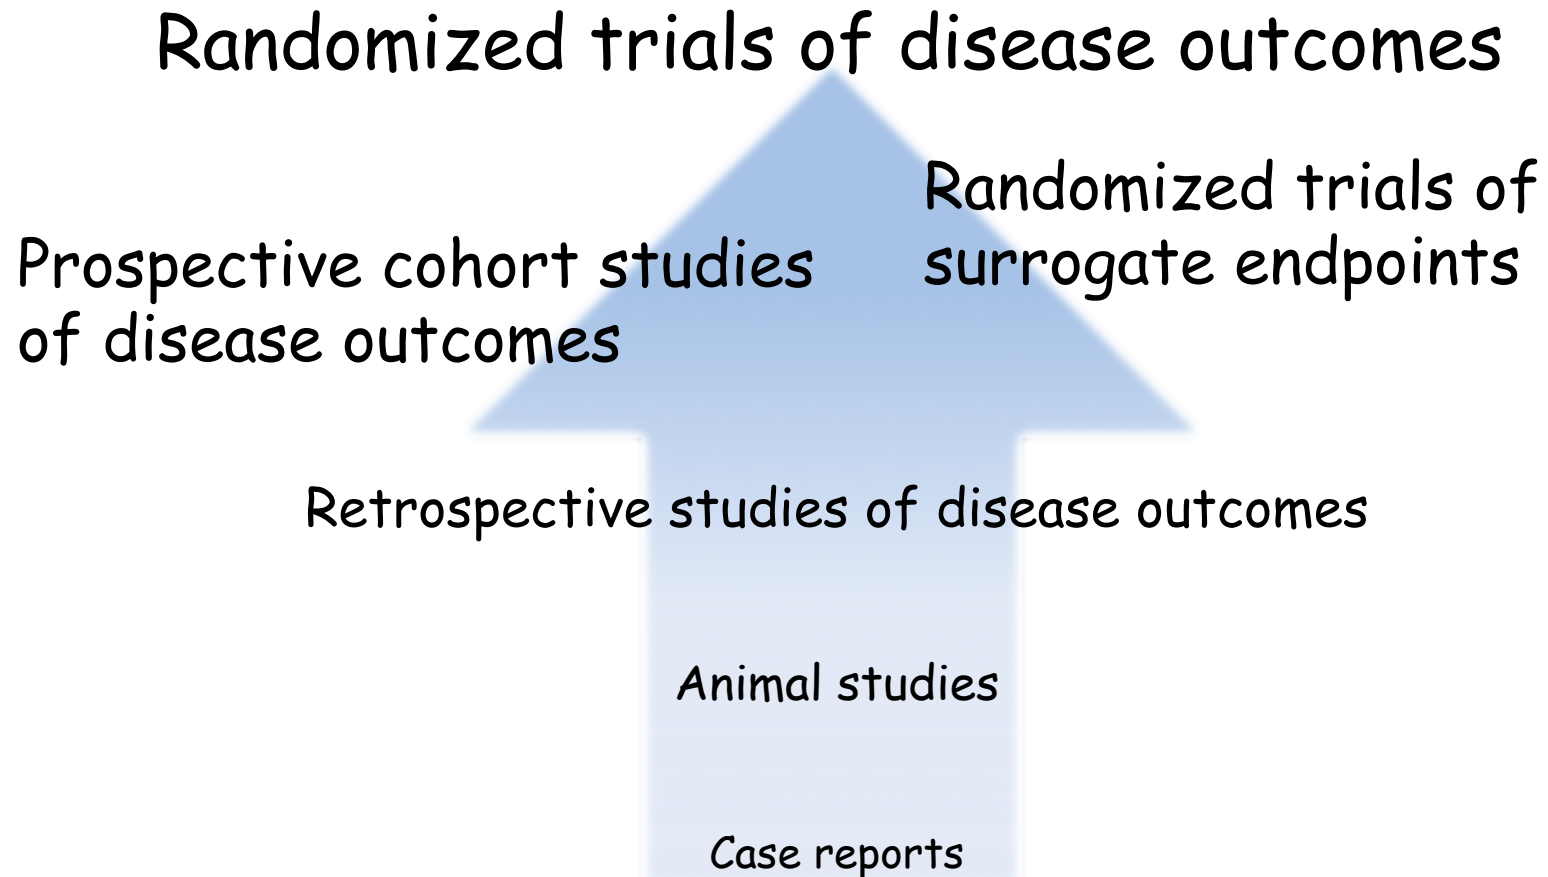 Randomized trials of disease outcomes
Randomized trials of
surrogate endpoints
Prospective cohort studies
of disease outcomes
Retrospective studies of disease outcomes
Animal studies
Case reports